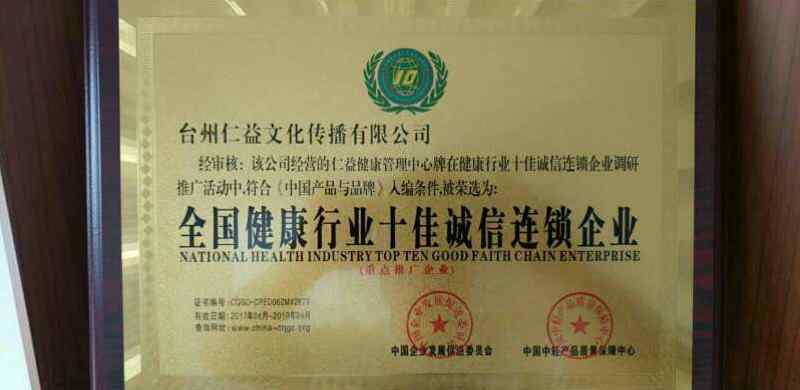 10
台州仁益文化传播有限公司
经审核：该公司经营的仁益健康管理中心牌在健康行业十佳诚信连锁企业调研
推广活动中,符合《中国产品与品牌》入编条件,被荣选为：
全国健康行业十佳诚信连锁企业
NATIONAL HEALTH INDUSTRY TOP TEN GOOD FAITH CHAIN ENTERPRISE
(重点推广企业)
证书编号：
有效日期：
查询网址：
中国企业发展促进委员会
中国中轻产品质量保障中心